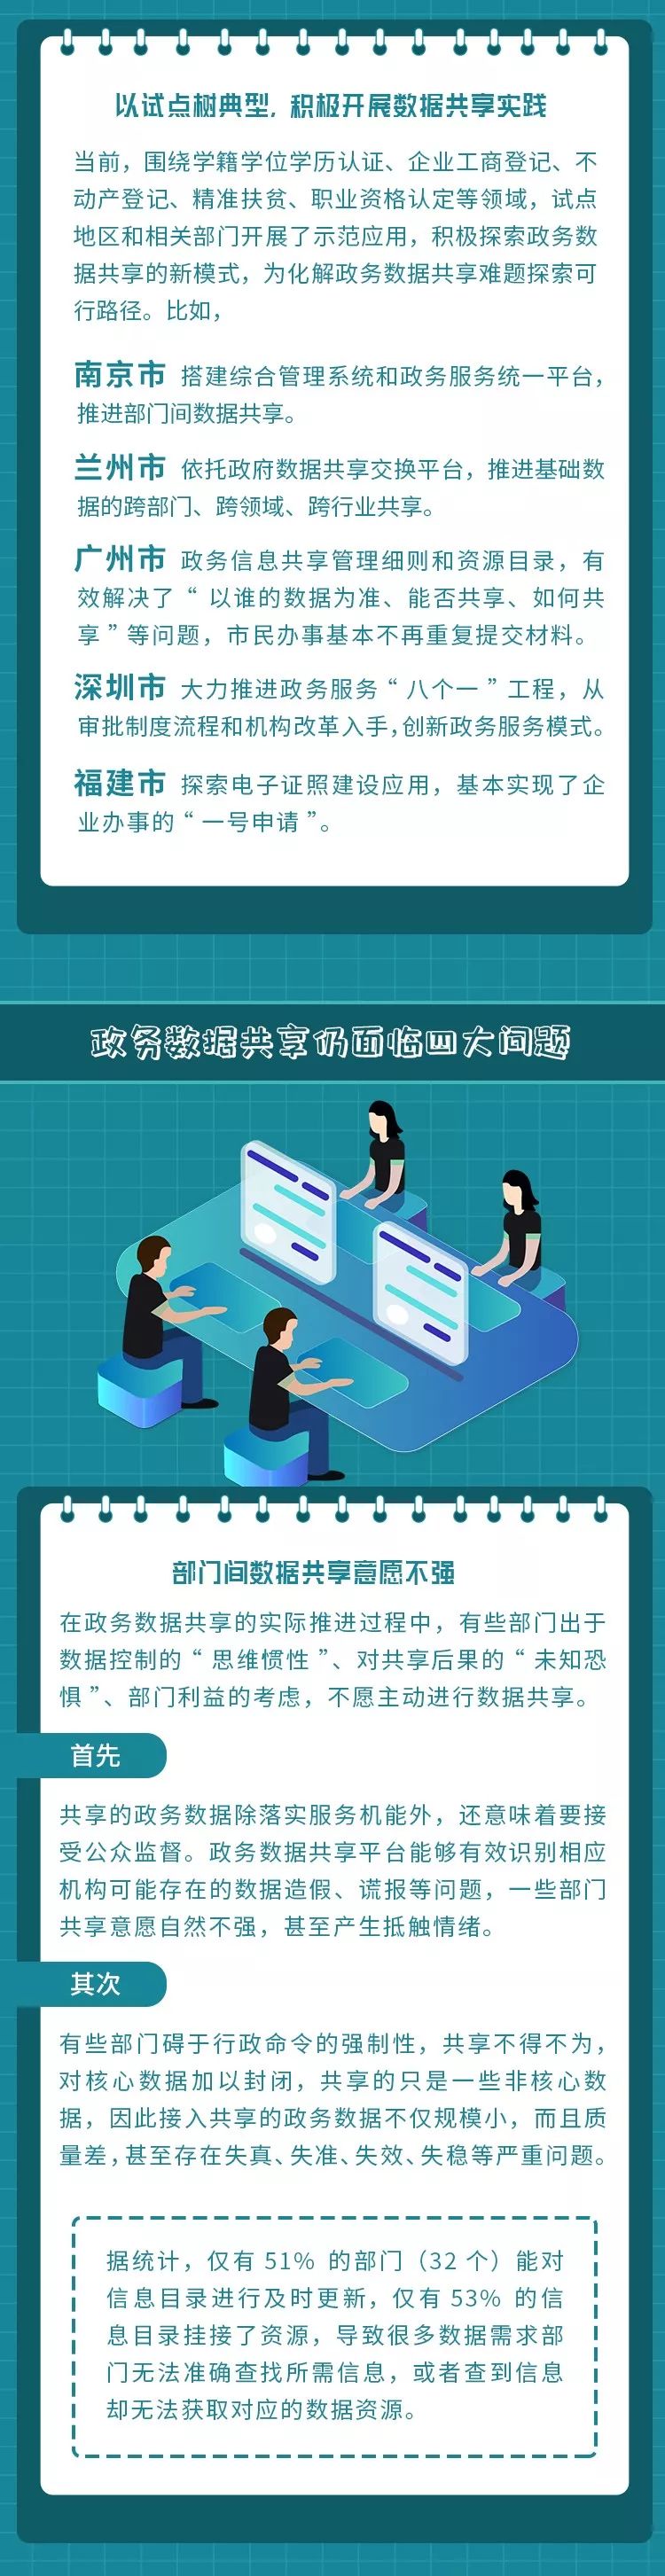 以试点树典型，积极开展数据共享实践
当前，围绕学籍学位学历认证、企业工商登记、不
动产登记、精准扶贫、职业资格认定等领域，试点
地区和相关部门开展了示范应用，积极探索政务数
据共享的新模式，为化解政务数据共享难题探索可
行路径。比如，
南京市 搭建综合管理系统和政务服务统一平台，
推进部门间数据共享。
兰州市 依托政府数据共享交换平台，推进基础数
据的跨部门、跨领域、跨行业共享。
广州市 政务信息共享管理细则和资源目录，有
效解决了“以谁的数据为准、能否共享、如何共
享”等问题，市民办事基本不再重复提交材料。
深圳市 大力推进政务服务“八个一”工程，从
审批制度流程和机构改革入手，创新政务服务模式。
福建市 探索电子证照建设应用，基本实现了企
业办事的“一号申请”。
政务数据共享仍面临四大问题
部门间数据共享意愿不强
在政务数据共享的实际推进过程中，有些部门出于
数据控制的“思维惯性”、对共享后果的“未知恐
惧”、部门利益的考虑，不愿主动进行数据共享。
首先
共享的政务数据除落实服务机能外，还意味着要接
受公众监督。政务数据共享平台能够有效识别相应
机构可能存在的数据造假、谎报等问题，一些部门
共享意愿自然不强，甚至产生抵触情绪。
其次
有些部门碍于行政命令的强制性，共享不得不为，
对核心数据加以封闭，共享的只是一些非核心数
据，因此接入共享的政务数据不仅规模小，而且质
量差，甚至存在失真、失准、失效、失稳等严重问题。
据统计，仅有 51% 的部门（32 个）能对
信息目录进行及时更新，仅有 53% 的信
息目录挂接了资源，导致很多数据需求部
门无法准确查找所需信息，或者查到信息
却无法获取对应的数据资源。